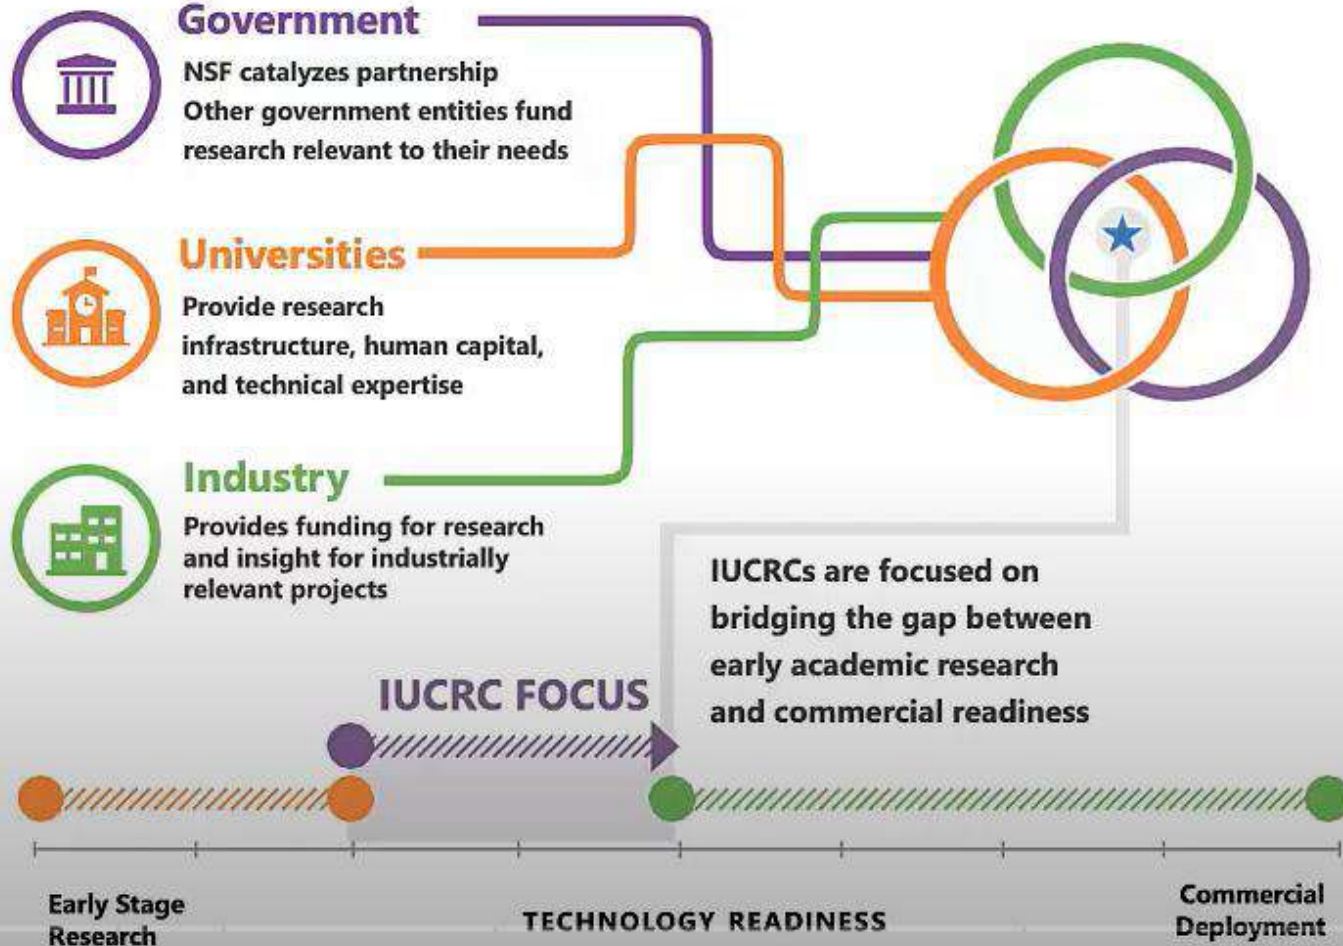 Government
NSF catalyzes partnership
Other government entities fund
research relevant to their needs
Universities
Provide research
infrastructure, human capital,
and technical expertise
Industry
Provides funding for research
and insight for industrially
relevant projects
IUCRCs are focused on
bridging the gap between
early academic research
and commercial readiness
IUCRC FOCUS
Early Stage
Research
TECHNOLOGY READINESS
Commercial
Deployment